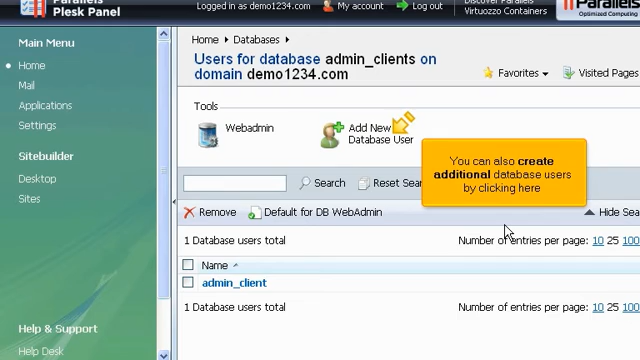 Parallels
Plesk Panel
Logged in as demo1234.com
My account
Log out
Discover Parallels
Virtuozzo Containers
Parallels
Optimized Computing
Main Menu
Home
Mail
Applications
Settings
Sitebuilder
Desktop
Sites
Help & Support
Help Desk
Home > Databases >
Users for database admin_clients on
domain demo1234.com
Favorites
Visited Pages
Tools
Webadmin
Add New
Database User
You can also create
additional database users
by clicking here
Search
Reset Sear
Remove
Default for DB WebAdmin
Hide Sea
1 Database users total
Number of entries per page: 10 25 100
Name
admin_client
1 Database users total
Number of entries per page: 10 25 100